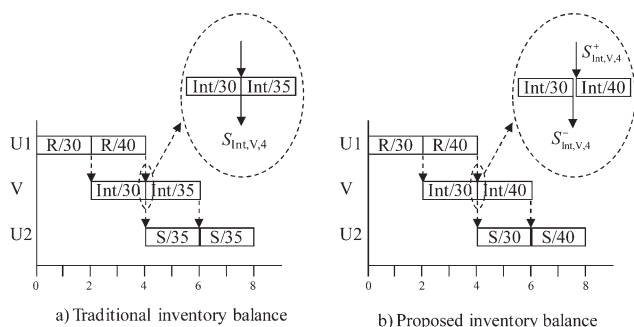 Int/30 Int/35
S_Int,V,4
U1 R/30 R/40
V Int/30 Int/35
U2 S/35 S/35
0 2 4 6 8
a) Traditional inventory balance
S^+_Int,V,4
Int/30 Int/40
S^-_Int,V,4
U1 R/30 R/40
V Int/30 Int/40
U2 S/30 S/40
0 2 4 6 8
b) Proposed inventory balance